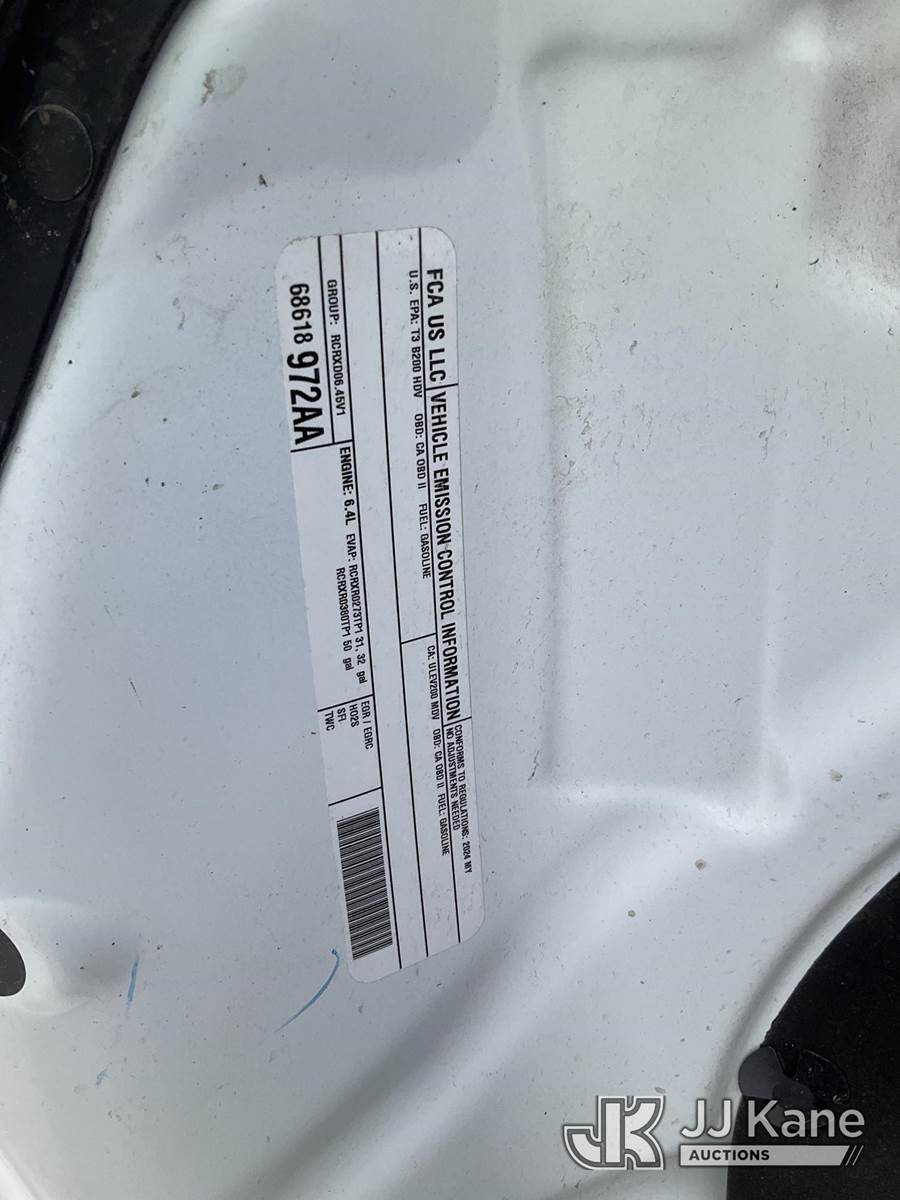 FCA US LLC VEHICLE EMISSION CONTROL INFORMATION
CONFORMS TO REGULATIONS: 2024 MY
NO ADJUSTMENTS NEEDED
U.S. EPA: T3 B200 HDV OBD: CA OBD II FUEL: GASOLINE
CA: ULEV200 MDV OBD: CA OBD II FUEL: GASOLINE
GROUP: RCRXD06.45V1
ENGINE: 6.4L EVAP: RCRXR0273TP1 31, 32 gal
RCRXR0380TP1 50 gal
EGR / EGRC
HO2S
SFI
TWC
68618972AA
JK JJ Kane
AUCTIONS